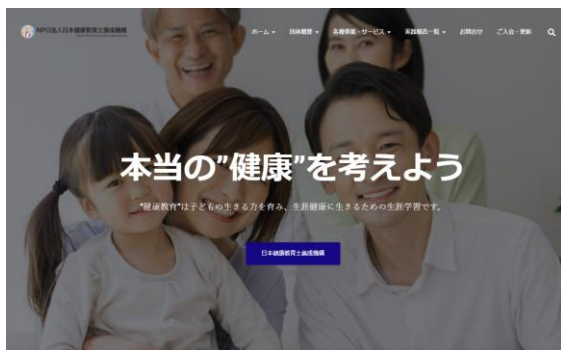 NPO法人日本健康教育士養成機構
ホーム
団体概要
各種事業・サービス
実践報告一覧
お問合せ
ご入会・更新
本当の"健康"を考えよう
"健康教育"は子どもの生きる力を育み、生涯健康に生きるための生涯学習です。
日本健康教育士養成機構